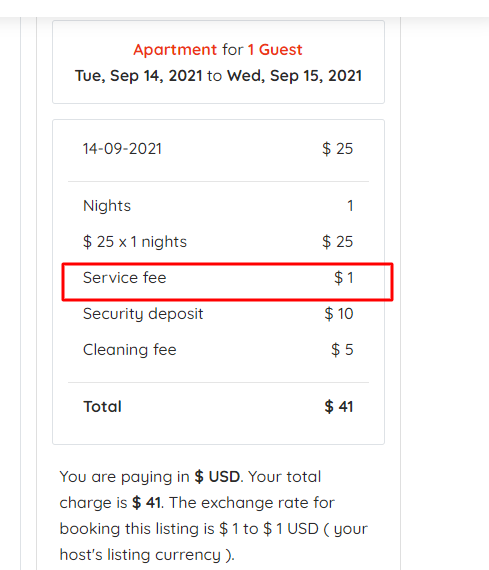 Apartment for 1 Guest
Tue, Sep 14, 2021 to Wed, Sep 15, 2021
14-09-2021 $ 25
Nights 1
$ 25 x 1 nights $ 25
Service fee $ 1
Security deposit $ 10
Cleaning fee $ 5
Total $ 41
You are paying in $ USD. Your total
charge is $ 41. The exchange rate for
booking this listing is $ 1 to $ 1 USD ( your
host's listing currency ).